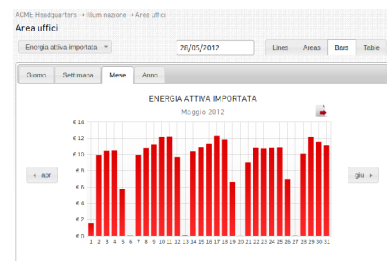 ACME Headquarters → Illuminazione → Area uffici
Area uffici
Energia attiva importata
28/05/2012
Lines Areas Bars Table
Giorno Settimana Mese Anno
ENERGIA ATTIVA IMPORTATA
Maggio 2012
€ 16
€ 12
€ 10
€ 8
€ 6
€ 4
€ 2
€ 0
« apr
giu »
1 2 3 4 5 6 7 8 9 10 11 12 13 14 15 16 17 18 19 20 21 22 23 24 25 26 27 28 29 30 31